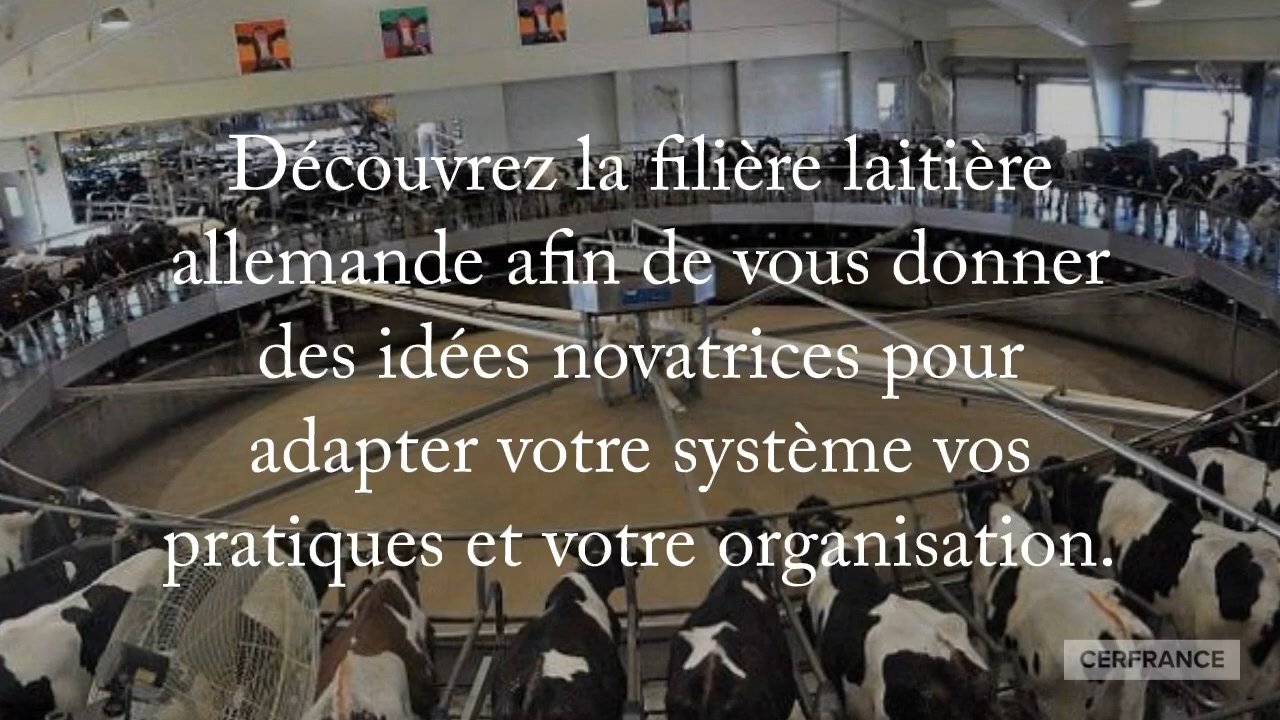 Découvrez la filière laitière
allemande afin de vous donner
des idées novatrices pour
adapter votre système vos
pratiques et votre organisation.
CERFRANCE